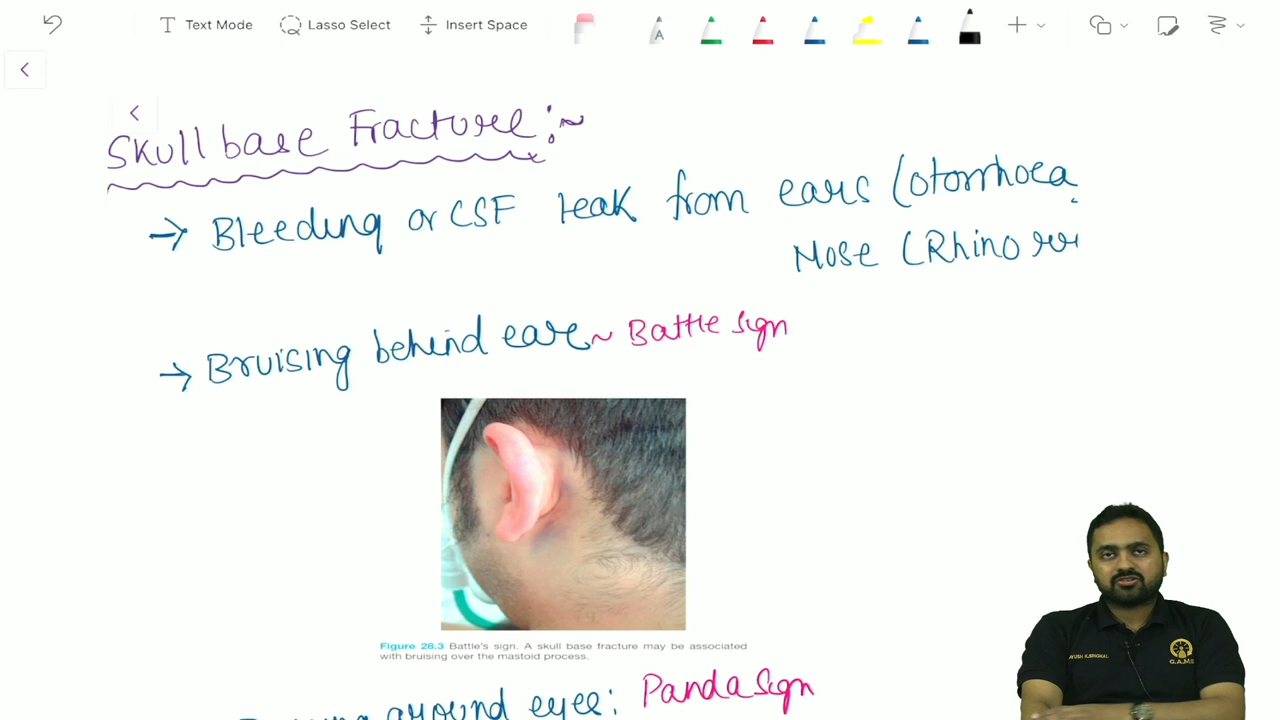 Text Mode Lasso Select Insert Space
A
Skull base Fracture :~
→ Bleeding or CSF leak from ears (otorrhoea
Nose (Rhino
→ Bruising behind ear ~ Battle sign
Figure 28.3 Battle's sign. A skull base fracture may be associated
with bruising over the mastoid process.
around eyes: Panda sign
G.A.M.S